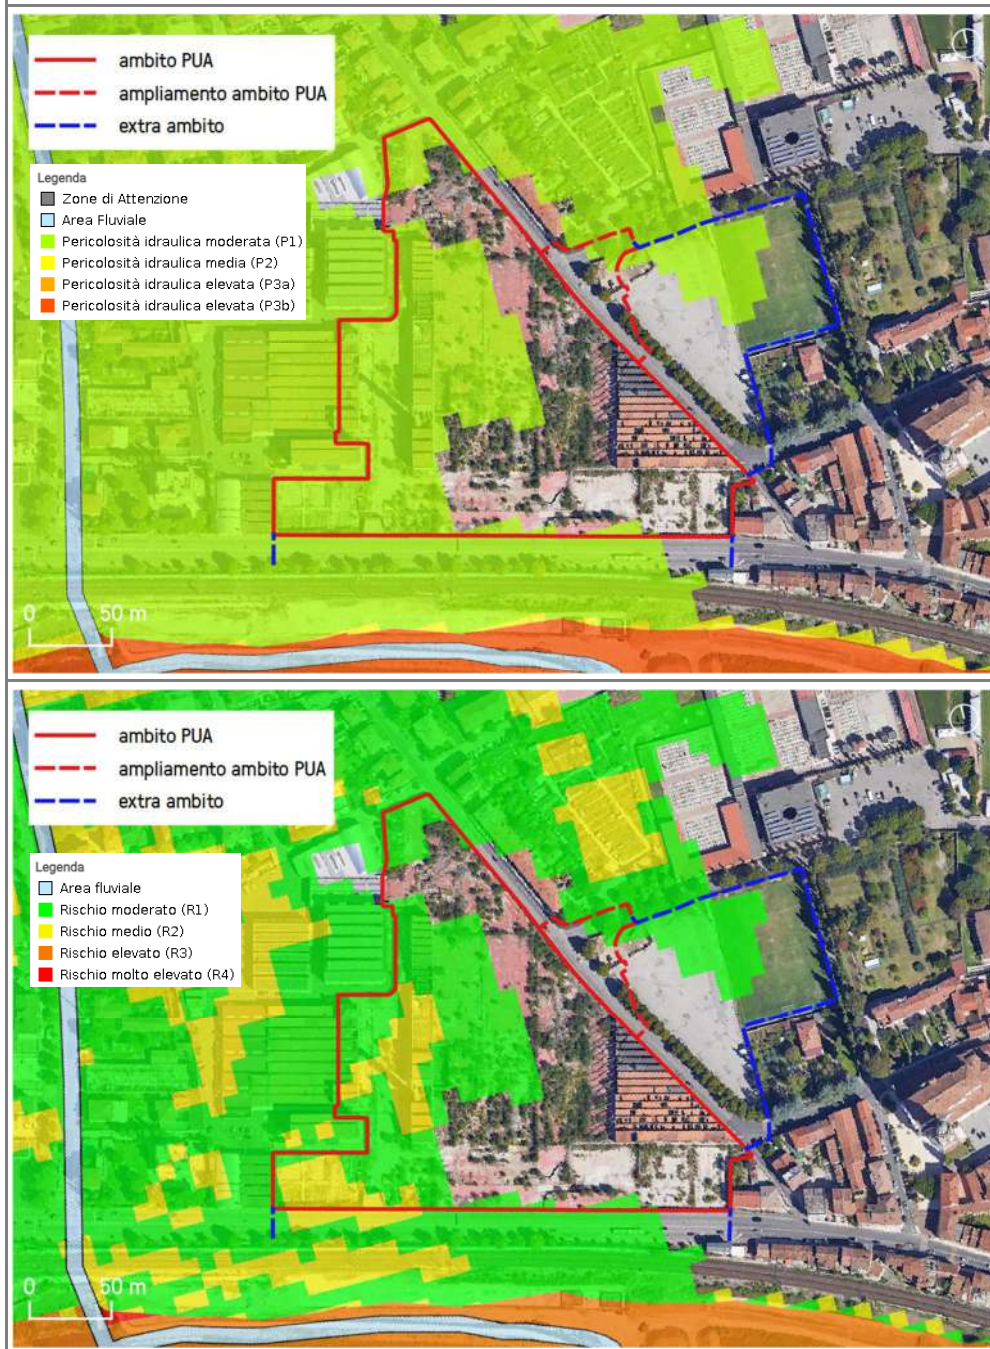 ambito PUA
ampliamento ambito PUA
extra ambito
Legenda
Zone di Attenzione
Area Fluviale
Pericolosità idraulica moderata (P1)
Pericolosità idraulica media (P2)
Pericolosità idraulica elevata (P3a)
Pericolosità idraulica elevata (P3b)
0 50 m
ambito PUA
ampliamento ambito PUA
extra ambito
Legenda
Area fluviale
Rischio moderato (R1)
Rischio medio (R2)
Rischio elevato (R3)
Rischio molto elevato (R4)
0 50 m